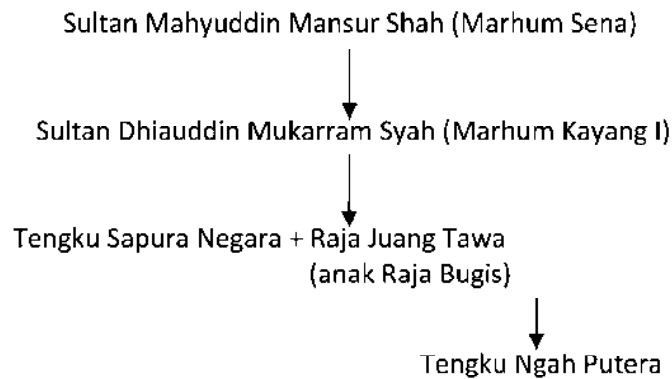 Sultan Mahyuddin Mansur Shah (Marhum Sena)
Sultan Dhiauddin Mukarram Syah (Marhum Kayang I)
Tengku Sapura Negara + Raja Juang Tawa
(anak Raja Bugis)
Tengku Ngah Putera